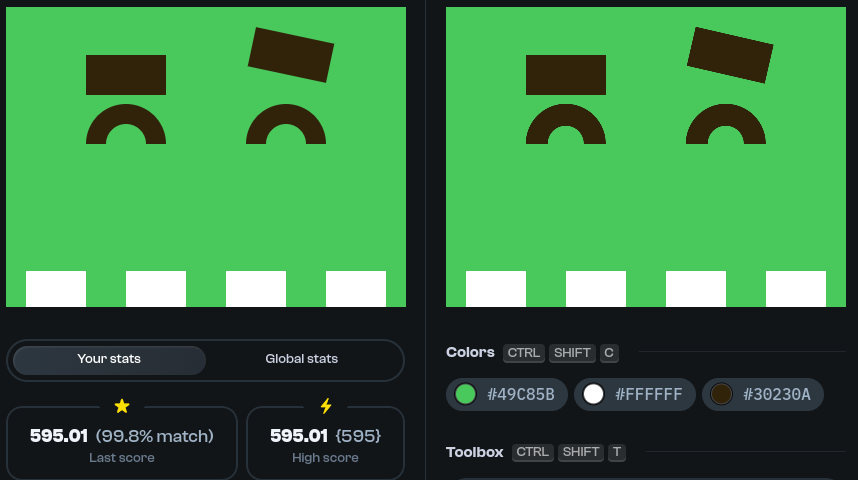 Your stats
Global stats
595.01 (99.8% match)
Last score
595.01 {595}
High score
Colors CTRL SHIFT C
#49C85B #FFFFFF #30230A
Toolbox CTRL SHIFT T